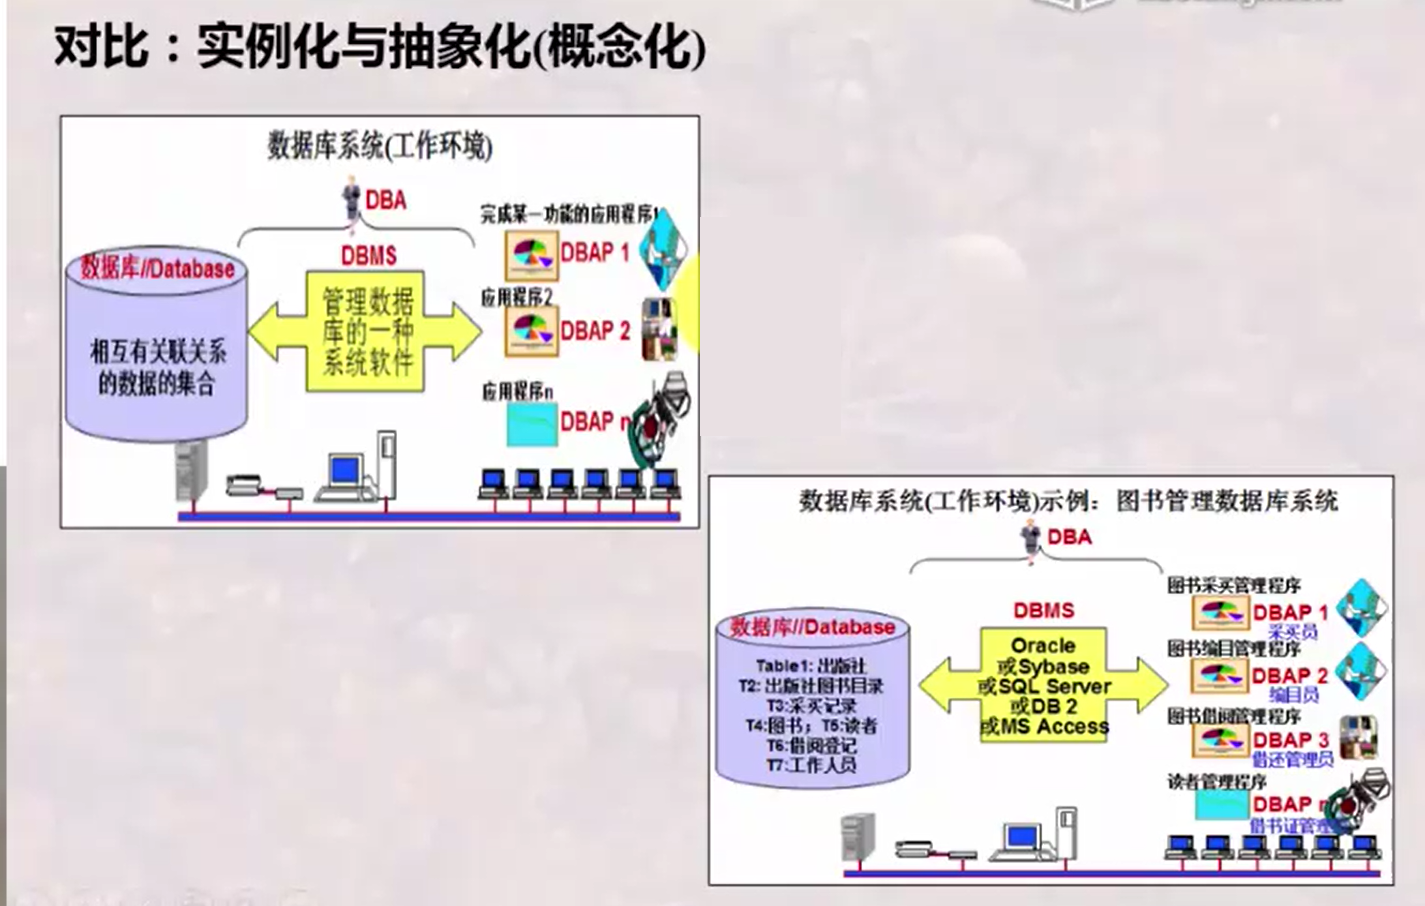 对比：实例化与抽象化(概念化)
数据库系统(工作环境)
DBA
DBMS
数据库//Database
相互有关联关系
的数据的集合
管理数据
库的一种
系统软件
完成某一功能的应用程序1
DBAP 1
应用程序2
DBAP 2
应用程序n
DBAP n
数据库系统(工作环境)示例：图书管理数据库系统
DBA
DBMS
数据库//Database
Table1: 出版社
T2: 出版社图书目录
T3:采买记录
T4:图书；T5:读者
T6:借阅登记
T7:工作人员
Oracle
或Sybase
或SQL Server
或DB 2
或MS Access
图书采买管理程序
DBAP 1
采买员
图书编目管理程序
DBAP 2
编目员
图书借阅管理程序
DBAP 3
借还管理员
读者管理程序
DBAP n
借书证管理